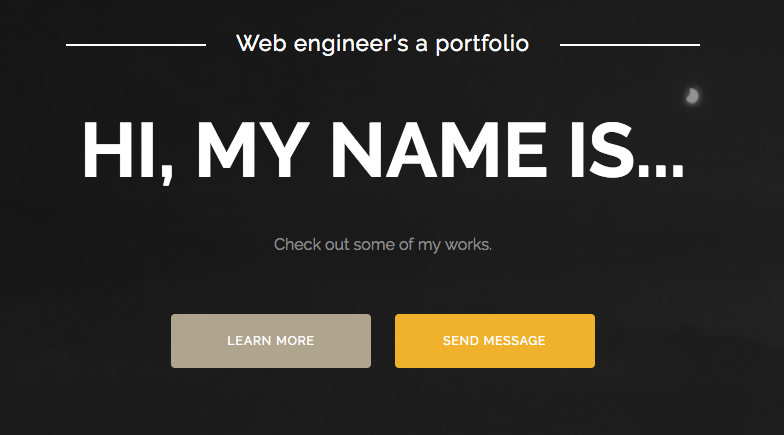 Web engineer's a portfolio
HI, MY NAME IS...
Check out some of my works.
LEARN MORE
SEND MESSAGE